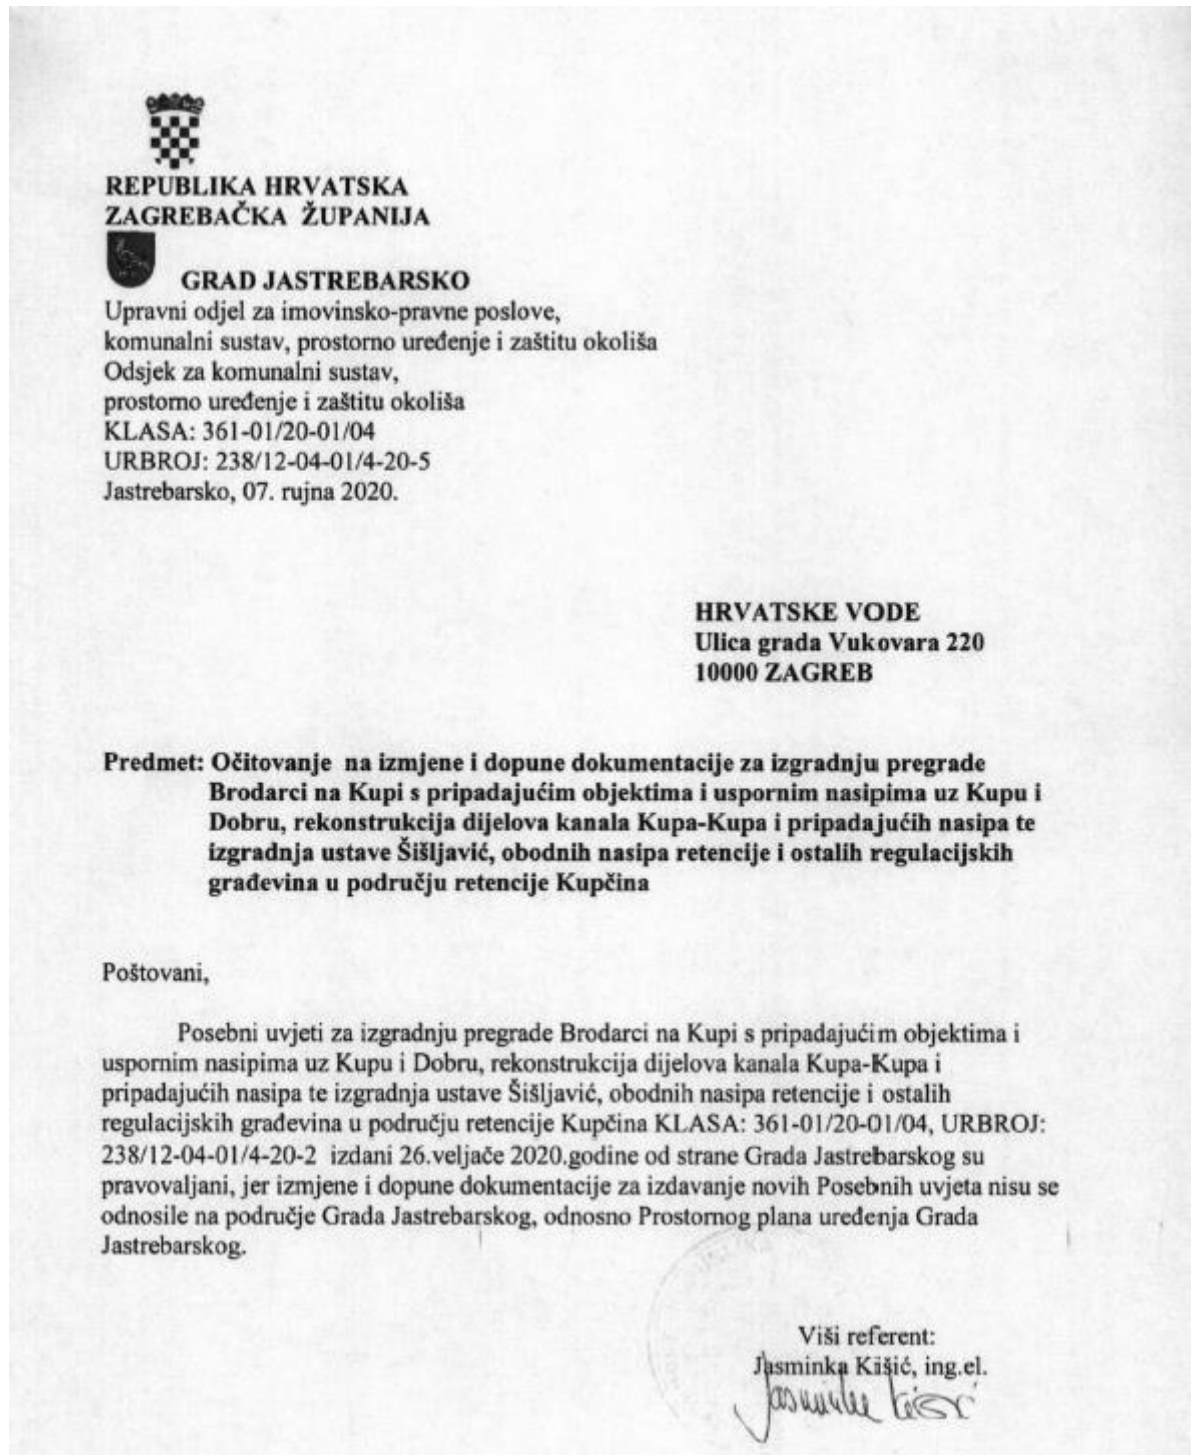 REPUBLIKA HRVATSKA
ZAGREBAČKA ŽUPANIJA
GRAD JASTREBARSKO
Upravni odjel za imovinsko-pravne poslove,
komunalni sustav, prostorno uređenje i zaštitu okoliša
Odsjek za komunalni sustav,
prostorno uređenje i zaštitu okoliša
KLASA: 361-01/20-01/04
URBROJ: 238/12-04-01/4-20-5
Jastrebarsko, 07. rujna 2020.
HRVATSKE VODE
Ulica grada Vukovara 220
10000 ZAGREB
Predmet: Očitovanje na izmjene i dopune dokumentacije za izgradnju pregrade
Brodarci na Kupi s pripadajućim objektima i uspornim nasipima uz Kupu i
Dobru, rekonstrukcija dijelova kanala Kupa-Kupa i pripadajućih nasipa te
izgradnja ustave Šišljavić, obodnih nasipa retencije i ostalih regulacijskih
građevina u području retencije Kupčina
Poštovani,
Posebni uvjeti za izgradnju pregrade Brodarci na Kupi s pripadajućim objektima i
uspornim nasipima uz Kupu i Dobru, rekonstrukcija dijelova kanala Kupa-Kupa i
pripadajućih nasipa te izgradnja ustave Šišljavić, obodnih nasipa retencije i ostalih
regulacijskih građevina u području retencije Kupčina KLASA: 361-01/20-01/04, URBROJ:
238/12-04-01/4-20-2 izdani 26.veljače 2020.godine od strane Grada Jastrebarskog su
pravovaljani, jer izmjene i dopune dokumentacije za izdavanje novih Posebnih uvjeta nisu se
odnosile na područje Grada Jastrebarskog, odnosno Prostornog plana uređenja Grada
Jastrebarskog.
Viši referent:
Jasminka Kišić, ing.el.